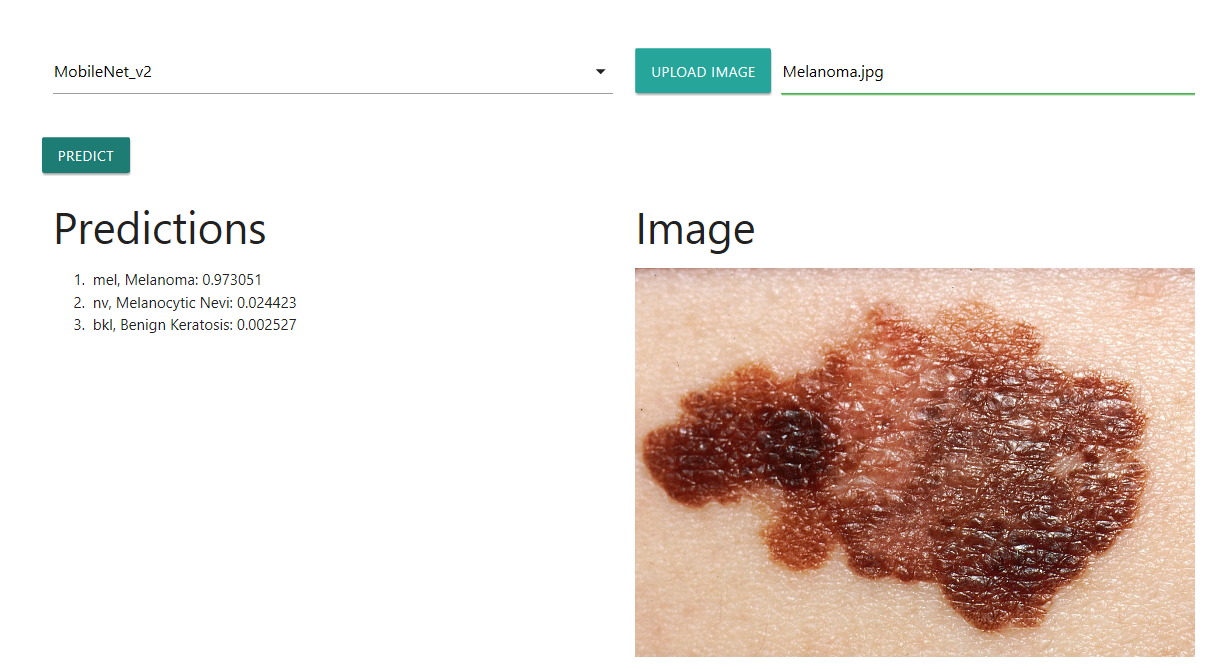 MobileNet_v2
UPLOAD IMAGE Melanoma.jpg
PREDICT
Predictions
1. mel, Melanoma: 0.973051
2. nv, Melanocytic Nevi: 0.024423
3. bkl, Benign Keratosis: 0.002527
Image